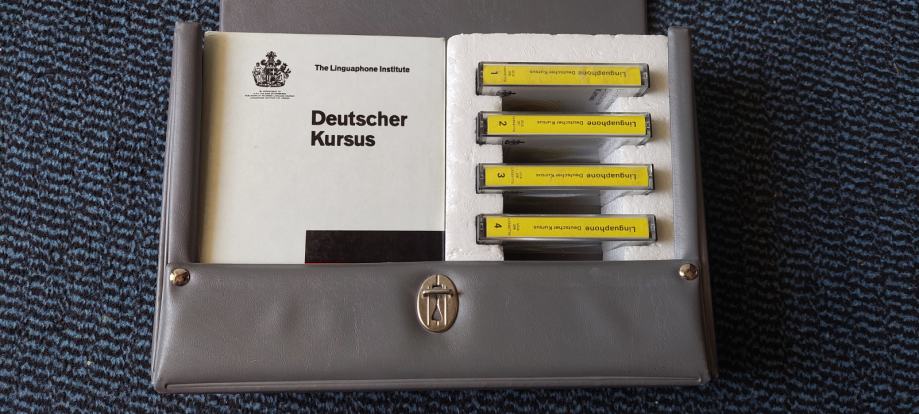 The Linguaphone Institute
Deutscher
Kursus
1 Linguaphone Deutscher Kursus
2 Linguaphone Deutscher Kursus
3 Linguaphone Deutscher Kursus
4 Linguaphone Deutscher Kursus